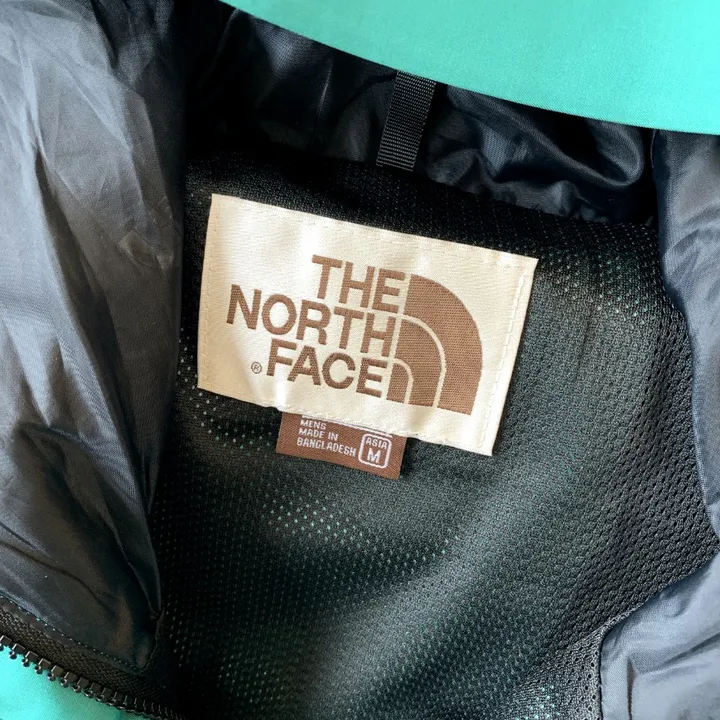 THE
NORTH
® FACE
MENS
MADE IN
BANGLADESH
ASIA
M